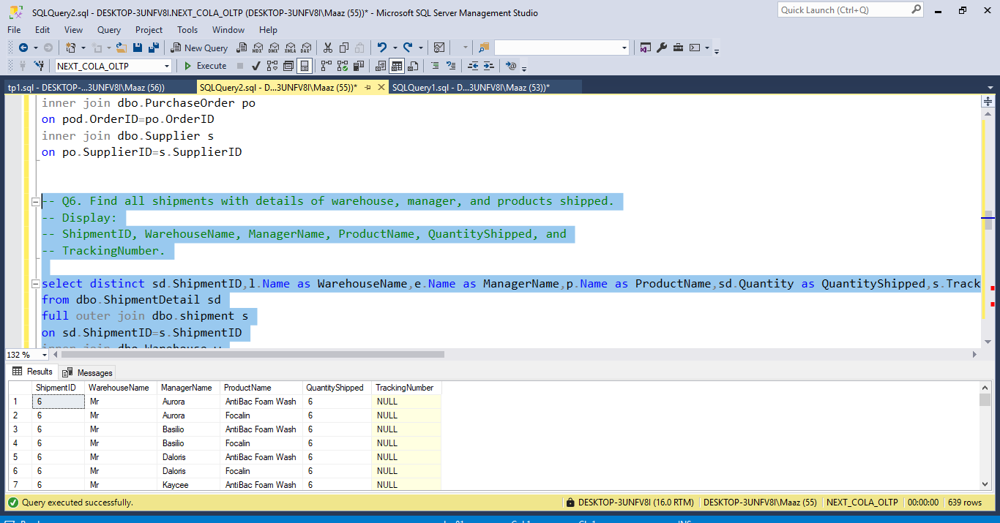 SQLQuery2.sql - DESKTOP-3UNFV8I.NEXT_COLA_OLTP (DESKTOP-3UNFV8I\Maaz (55))* - Microsoft SQL Server Management Studio
Quick Launch (Ctrl+Q)
File Edit View Query Project Tools Window Help
New Query MDX DMX XMLA DAX
NEXT_COLA_OLTP Execute
tp1.sql - DESKTOP-...3UNFV8I\Maaz (56)) SQLQuery2.sql - D...3UNFV8I\Maaz (55))* SQLQuery1.sql - D...3UNFV8I\Maaz (53))*
inner join dbo.PurchaseOrder po
on pod.OrderID=po.OrderID
inner join dbo.Supplier s
on po.SupplierID=s.SupplierID
-- Q6. Find all shipments with details of warehouse, manager, and products shipped.
-- Display:
-- ShipmentID, WarehouseName, ManagerName, ProductName, QuantityShipped, and
-- TrackingNumber.
select distinct sd.ShipmentID,l.Name as WarehouseName,e.Name as ManagerName,p.Name as ProductName,sd.Quantity as QuantityShipped,s.Track
from dbo.ShipmentDetail sd
full outer join dbo.shipment s
on sd.ShipmentID=s.ShipmentID
inner join dbo.Warehouse w
132 %
Results Messages
ShipmentID WarehouseName ManagerName ProductName QuantityShipped TrackingNumber
1 6 Mr Aurora AntiBac Foam Wash 6 NULL
2 6 Mr Aurora Focalin 6 NULL
3 6 Mr Basilio AntiBac Foam Wash 6 NULL
4 6 Mr Basilio Focalin 6 NULL
5 6 Mr Daloris AntiBac Foam Wash 6 NULL
6 6 Mr Daloris Focalin 6 NULL
7 6 Mr Kaycee AntiBac Foam Wash 6 NULL
Query executed successfully. DESKTOP-3UNFV8I (16.0 RTM) DESKTOP-3UNFV8I\Maaz (55) NEXT_COLA_OLTP 00:00:00 639 rows